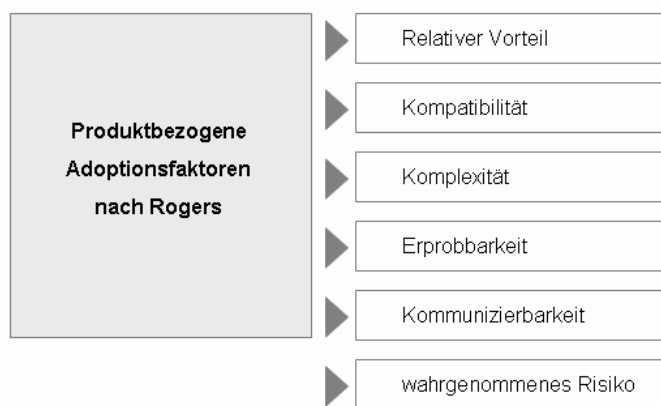 Produktbezogene
Adoptionsfaktoren
nach Rogers
Relativer Vorteil
Kompatibilität
Komplexität
Erprobbarkeit
Kommunizierbarkeit
wahrgenommenes Risiko